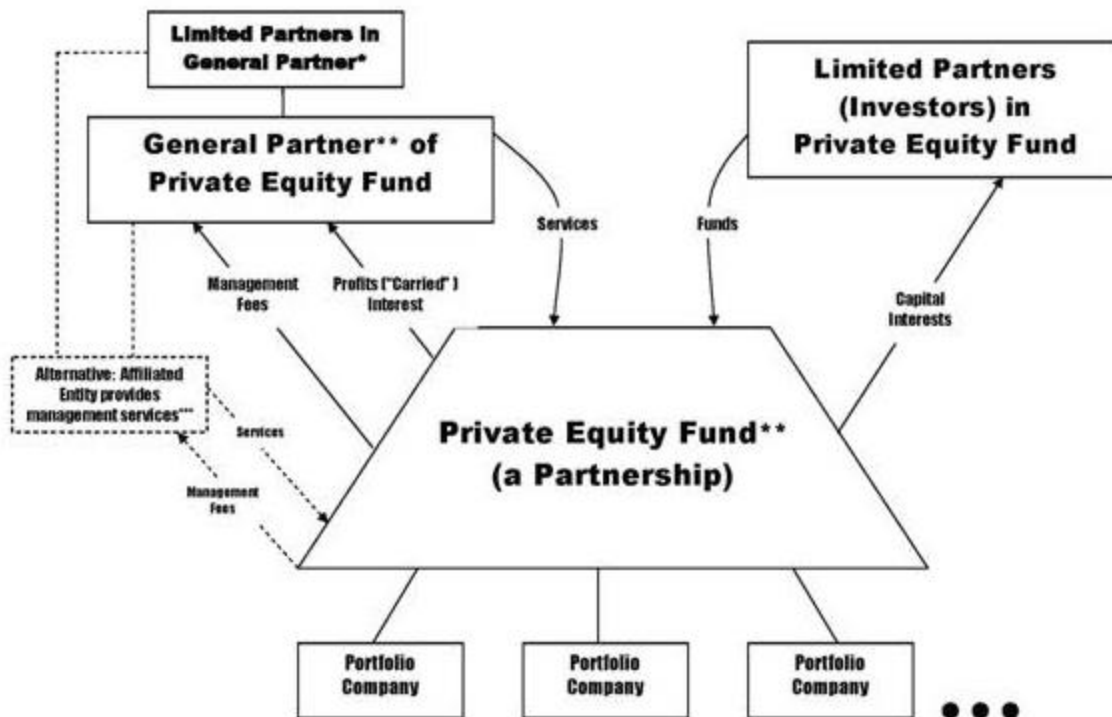 Limited Partners in
General Partner*
General Partner** of
Private Equity Fund
Limited Partners
(Investors) in
Private Equity Fund
Services
Funds
Management
Fees
Profits ("Carried" )
Interest
Capital
Interests
Alternative: Affiliated
Entity provides
management services***
Services
Management
Fees
Private Equity Fund**
(a Partnership)
Portfolio
Company
Portfolio
Company
Portfolio
Company